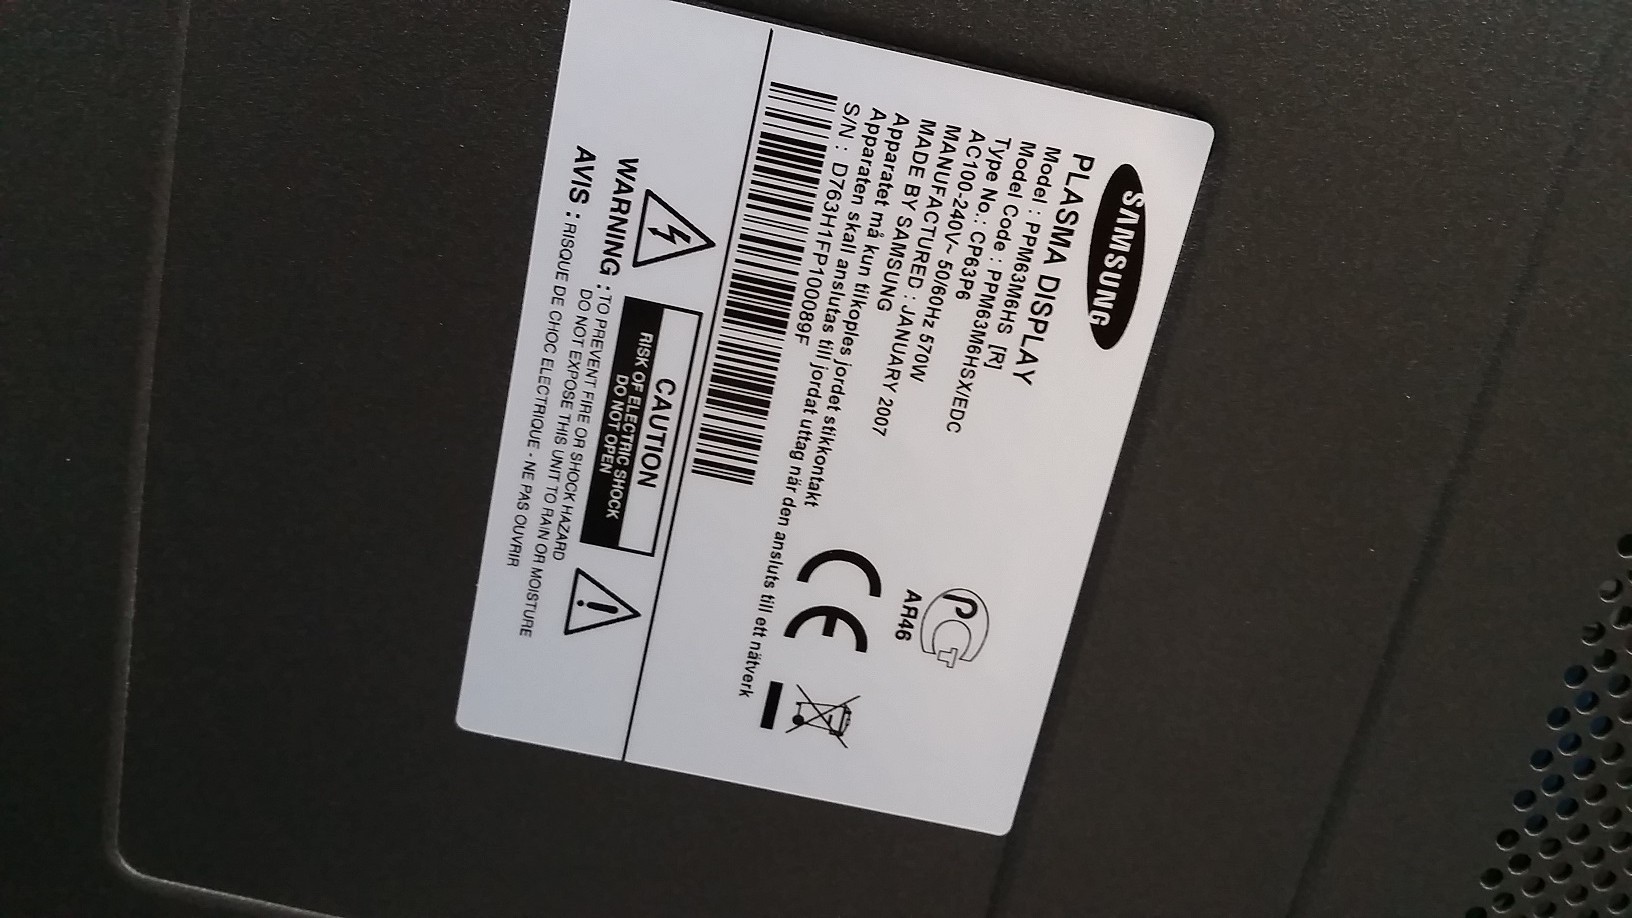 SAMSUNG
PLASMA DISPLAY
Model : PPM63M6HS [R]
Model Code : PPM63M6HSX/EDC
Type No.: CP63P6
AC100-240V~ 50/60Hz 570W
MANUFACTURED : JANUARY 2007
MADE BY SAMSUNG
Apparatet må kun tilkoples jordet stikkontakt
Apparaten skall anslutas till jordat uttag när den ansluts till ett nätverk
S/N : D763H1FP100089F
PCT
AR46
CE
CAUTION
RISK OF ELECTRIC SHOCK
DO NOT OPEN
WARNING : TO PREVENT FIRE OR SHOCK HAZARD
DO NOT EXPOSE THIS UNIT TO RAIN OR MOISTURE
AVIS : RISQUE DE CHOC ELECTRIQUE - NE PAS OUVRIR